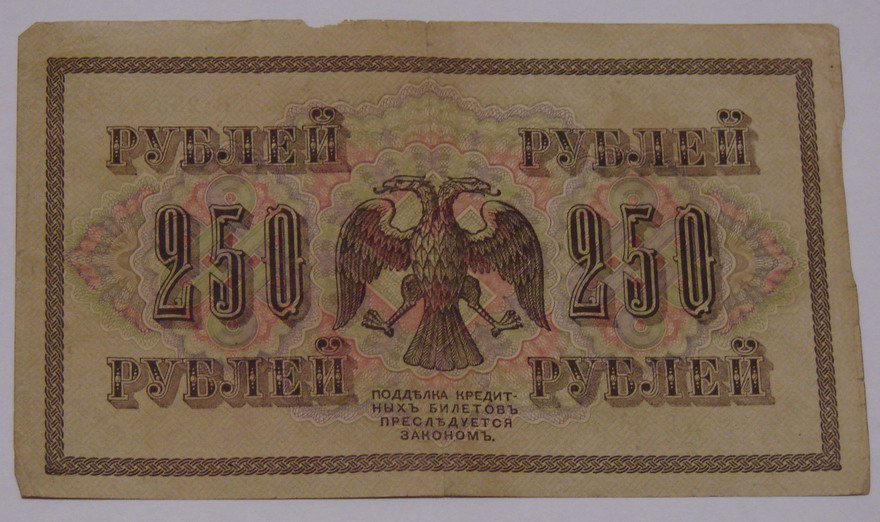 РУБЛЕЙ РУБЛЕЙ
250 250
РУБЛЕЙ РУБЛЕЙ
ПОДДѢЛКА КРЕДИТ-
НЫХЪ БИЛЕТОВЪ
ПРЕСЛѢДУЕТСЯ
ЗАКОНОМЪ.